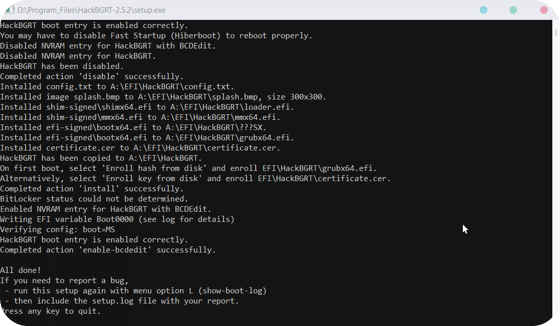 D:\Program_Files\HackBGRT-2.5.2\setup.exe
HackBGRT boot entry is enabled correctly.
You may have to disable Fast Startup (Hiberboot) to reboot properly.
Disabled NVRAM entry for HackBGRT with BCDEdit.
Disabled NVRAM entry for HackBGRT.
HackBGRT has been disabled.
Completed action 'disable' successfully.
Installed config.txt to A:\EFI\HackBGRT\config.txt.
Installed image splash.bmp to A:\EFI\HackBGRT\splash.bmp, size 300x300.
Installed shim-signed\shimx64.efi to A:\EFI\HackBGRT\loader.efi.
Installed shim-signed\mmx64.efi to A:\EFI\HackBGRT\mmx64.efi.
Installed efi-signed\bootx64.efi to A:\EFI\HackBGRT\???SX.
Installed efi-signed\bootx64.efi to A:\EFI\HackBGRT\grubx64.efi.
Installed certificate.cer to A:\EFI\HackBGRT\certificate.cer.
HackBGRT has been copied to A:\EFI\HackBGRT.
On first boot, select 'Enroll hash from disk' and enroll EFI\HackBGRT\grubx64.efi.
Alternatively, select 'Enroll key from disk' and enroll EFI\HackBGRT\certificate.cer.
Completed action 'install' successfully.
BitLocker status could not be determined.
Enabled NVRAM entry for HackBGRT with BCDEdit.
Writing EFI variable Boot0000 (see log for details)
Verifying config: boot=MS
HackBGRT boot entry is enabled correctly.
Completed action 'enable-bcdedit' successfully.
All done!
If you need to report a bug,
- run this setup again with menu option L (show-boot-log)
- then include the setup.log file with your report.
Press any key to quit.